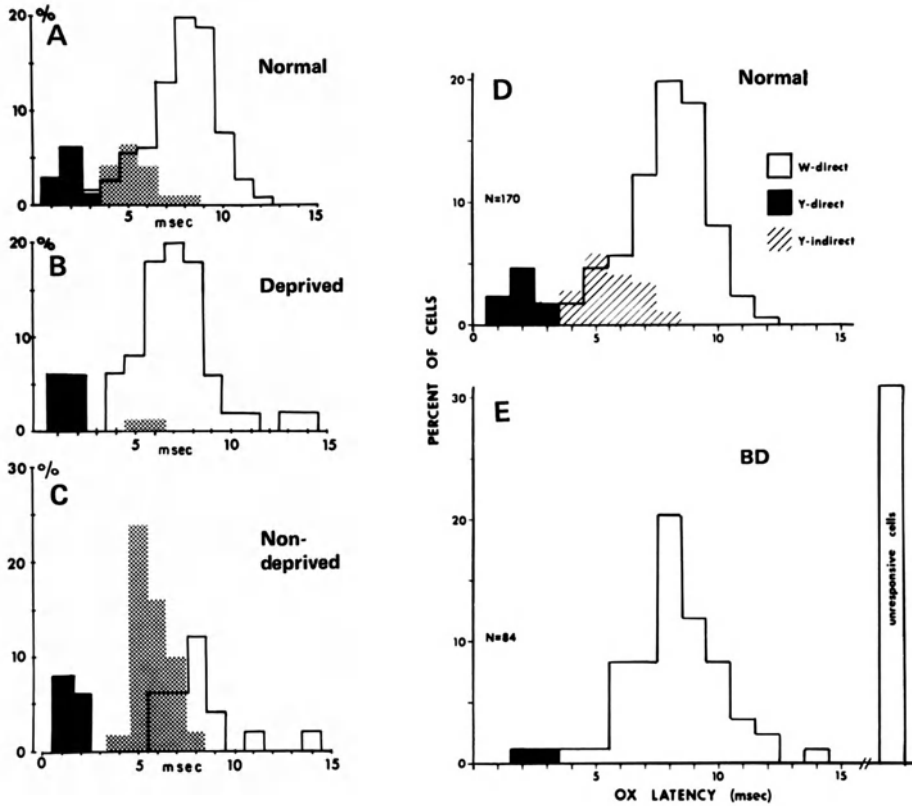 %
20
A
Normal
10
0
5
10
15
msec
%
20
B
Deprived
10
0
5
10
15
msec
%
30
C
Non-
deprived
20
10
0
5
10
15
msec
D
Normal
20
W-direct
Y-direct
Y-indirect
N=170
10
0
5
10
15
PERCENT OF CELLS
E
BD
30
20
10
0
N=84
unresponsive cells
5
10
15
OX LATENCY (msec)